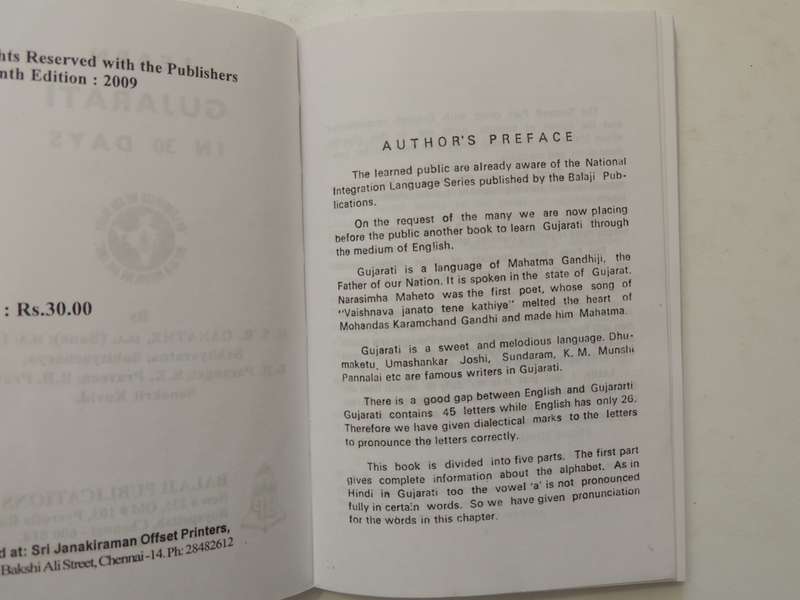 hts Reserved with the Publishers
nth Edition : 2009
: Rs.30.00
d at: Sri Janakiraman Offset Printers,
Bakshi Ali Street, Chennai -14. Ph: 28482612
AUTHOR'S PREFACE
The learned public are already aware of the National
Integration Language Series published by the Balaji Pub-
lications.
On the request of the many we are now placing
before the public another book to learn Gujarati through
the medium of English.
Gujarati is a language of Mahatma Gandhiji, the
Father of our Nation. It is spoken in the state of Gujarat.
Narasimha Maheto was the first poet, whose song of
"Vaishnava janato tene kathiye" melted the heart of
Mohandas Karamchand Gandhi and made him Mahatma.
Gujarati is a sweet and melodious language. Dhu-
maketu, Umashankar Joshi, Sundaram, K. M. Munshi
Pannalai etc are famous writers in Gujarati.
There is a good gap between English and Gujararti
Gujarati contains 45 letters while English has only 26.
Therefore we have given dialectical marks to the letters
to pronounce the letters correctly.
This book is divided into five parts. The first part
gives complete information about the alphabet. As in
Hindi in Gujarati too the vowel 'a' is not pronounced
fully in certain words. So we have given pronunciation
for the words in this chapter.